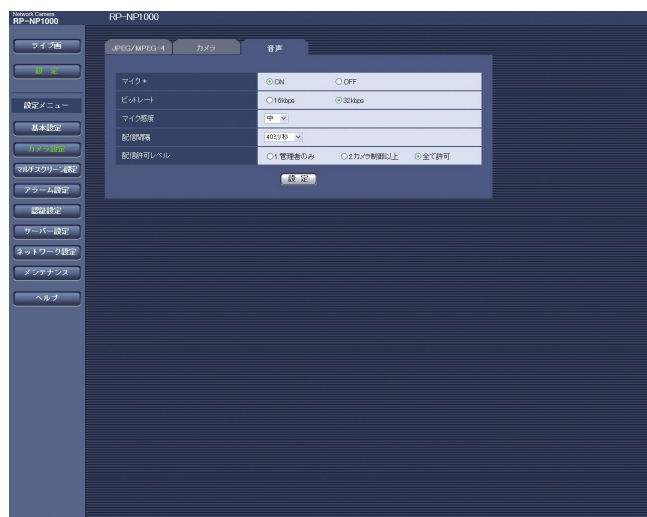 Network Camera
RP-NP1000
RP-NP1000
ライブ画
設 定
設定メニュー
基本設定
カメラ設定
マルチスクリーン設定
アラーム設定
認証設定
サーバー設定
ネットワーク設定
メンテナンス
ヘルプ
JPEG/MPEG-4 カメラ 音声
マイク* ON OFF
ビットレート 16kbps 32kbps
マイク感度 中
配信間隔 40ミリ秒
配信許可レベル 1.管理者のみ 2.カメラ制御以上 全て許可
設 定